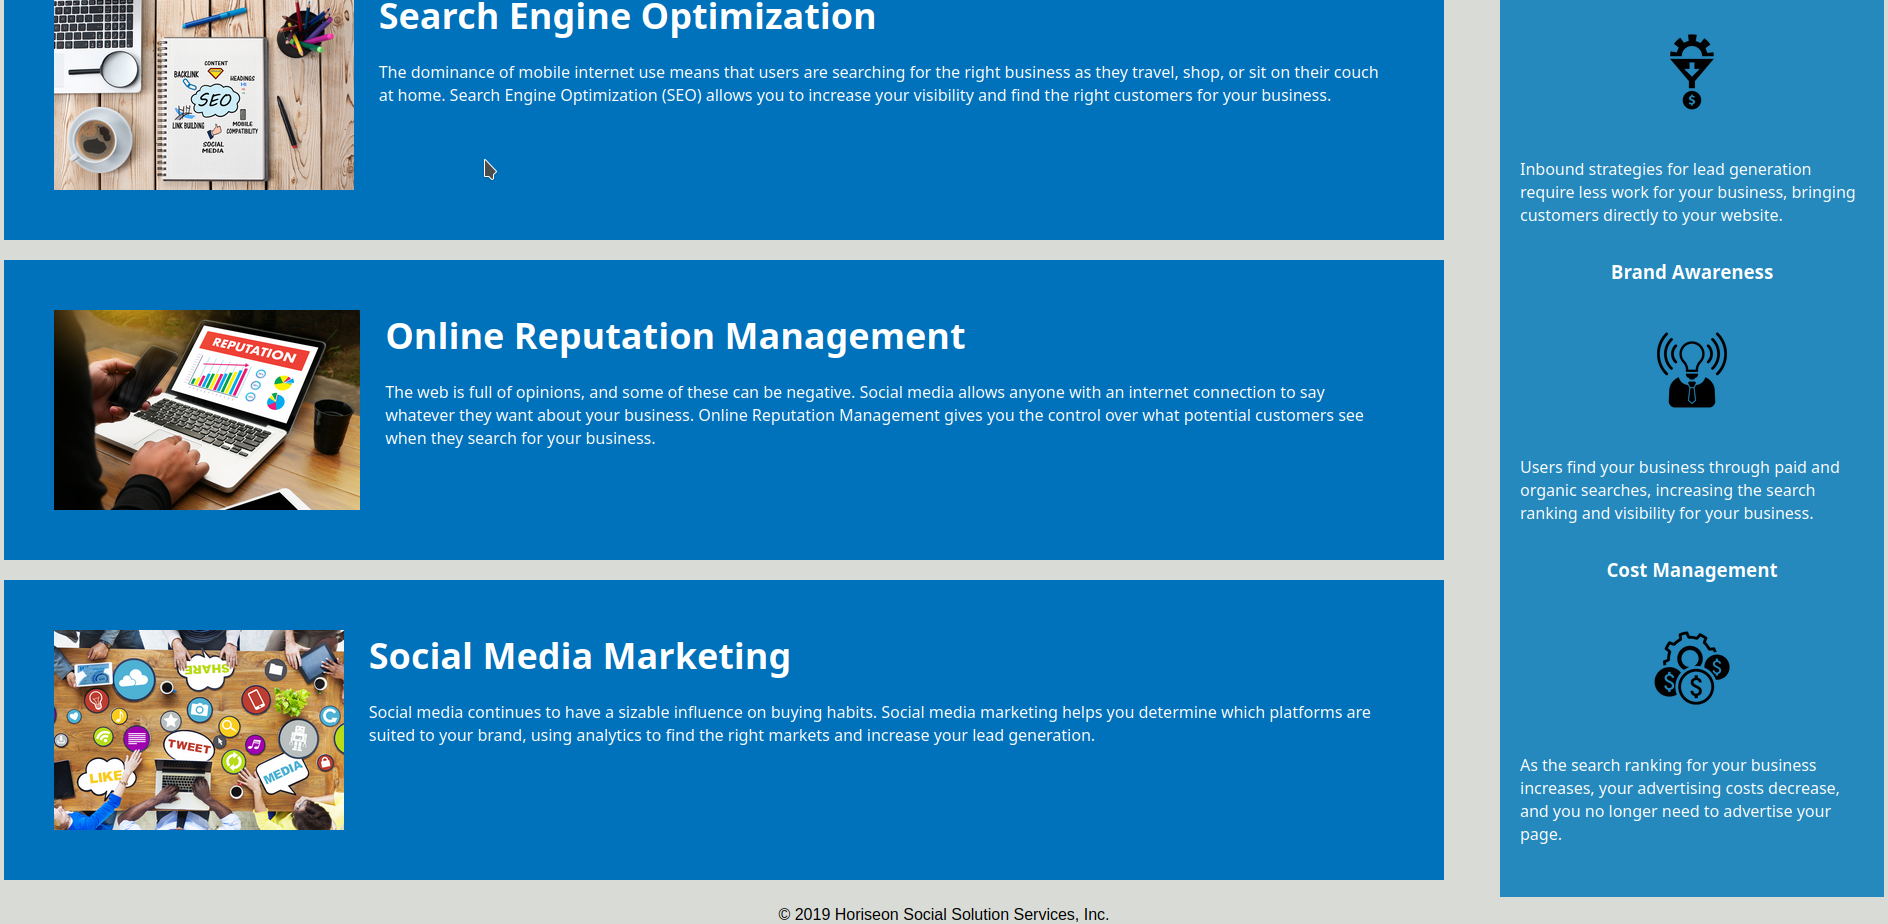 Search Engine Optimization
The dominance of mobile internet use means that users are searching for the right business as they travel, shop, or sit on their couch
at home. Search Engine Optimization (SEO) allows you to increase your visibility and find the right customers for your business.
CONTENT
BACKLINK
HEADINGS
SEO
LINK BUILDING
MOBILE
COMPATIBILITY
SOCIAL
MEDIA
Online Reputation Management
The web is full of opinions, and some of these can be negative. Social media allows anyone with an internet connection to say
whatever they want about your business. Online Reputation Management gives you the control over what potential customers see
when they search for your business.
REPUTATION
Social Media Marketing
Social media continues to have a sizable influence on buying habits. Social media marketing helps you determine which platforms are
suited to your brand, using analytics to find the right markets and increase your lead generation.
SHARE
TWEET
LIKE
MEDIA
$
Inbound strategies for lead generation
require less work for your business, bringing
customers directly to your website.
Brand Awareness
Users find your business through paid and
organic searches, increasing the search
ranking and visibility for your business.
Cost Management
$
$ $
As the search ranking for your business
increases, your advertising costs decrease,
and you no longer need to advertise your
page.
© 2019 Horiseon Social Solution Services, Inc.